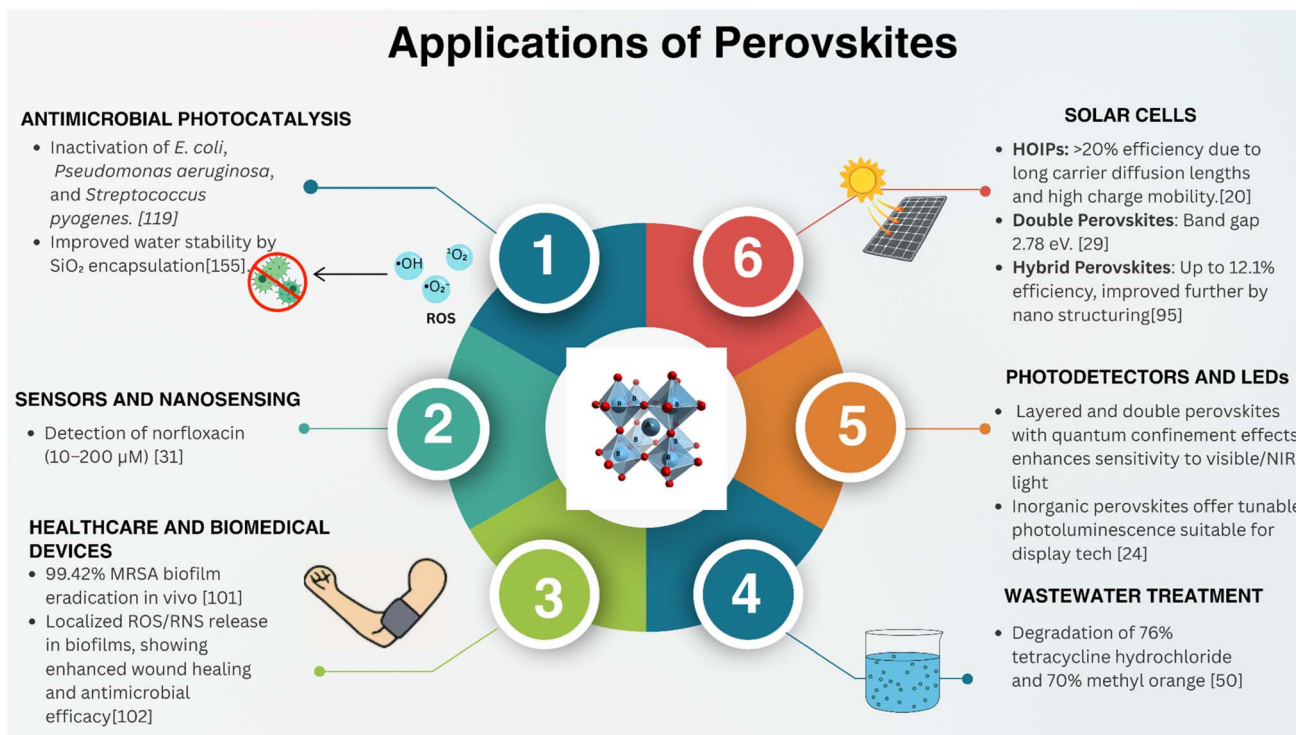 Applications of Perovskites
ANTIMICROBIAL PHOTOCATALYSIS
• Inactivation of E. coli,
Pseudomonas aeruginosa,
and Streptococcus
pyogenes. [119]
• Improved water stability by
SiO₂ encapsulation[155].
•OH
¹O₂
•O₂⁻
ROS
1
SENSORS AND NANOSENSING
• Detection of norfloxacin
(10–200 µM) [31]
2
HEALTHCARE AND BIOMEDICAL
DEVICES
• 99.42% MRSA biofilm
eradication in vivo [101]
• Localized ROS/RNS release
in biofilms, showing
enhanced wound healing
and antimicrobial
efficacy[102]
3
B
B
B
B
A
B
B
B
SOLAR CELLS
• HOIPs: >20% efficiency due to
long carrier diffusion lengths
and high charge mobility.[20]
• Double Perovskites: Band gap
2.78 eV. [29]
• Hybrid Perovskites: Up to 12.1%
efficiency, improved further by
nano structuring[95]
6
PHOTODETECTORS AND LEDs
• Layered and double perovskites
with quantum confinement effects
enhances sensitivity to visible/NIR
light
• Inorganic perovskites offer tunable
photoluminescence suitable for
display tech [24]
5
WASTEWATER TREATMENT
• Degradation of 76%
tetracycline hydrochloride
and 70% methyl orange [50]
4